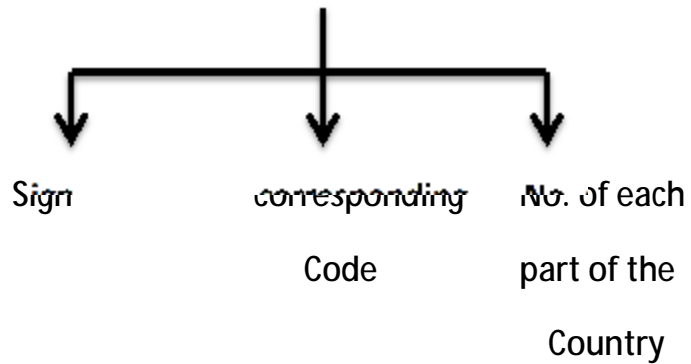 Sign corresponding No. of each
Code part of the
Country